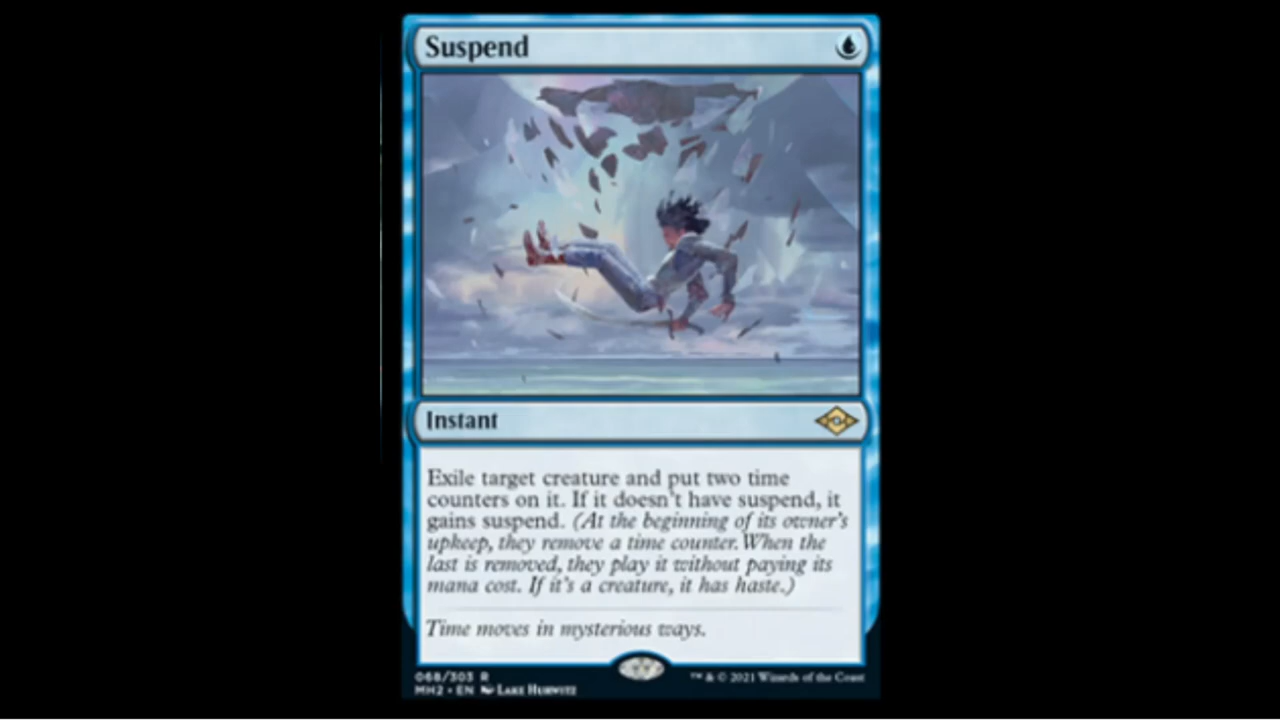 Suspend
Instant
Exile target creature and put two time
counters on it. If it doesn't have suspend, it
gains suspend. (At the beginning of its owner's
upkeep, they remove a time counter. When the
last is removed, they play it without paying its
mana cost. If it's a creature, it has haste.)
Time moves in mysterious ways.
068/303 R
MH2 • EN Lake Hurwitz
™ & © 2021 Wizards of the Coast